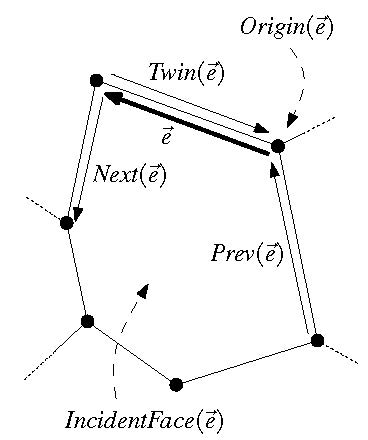 Origin(e⃗)
Twin(e⃗)
e⃗
Next(e⃗)
Prev(e⃗)
IncidentFace(e⃗)